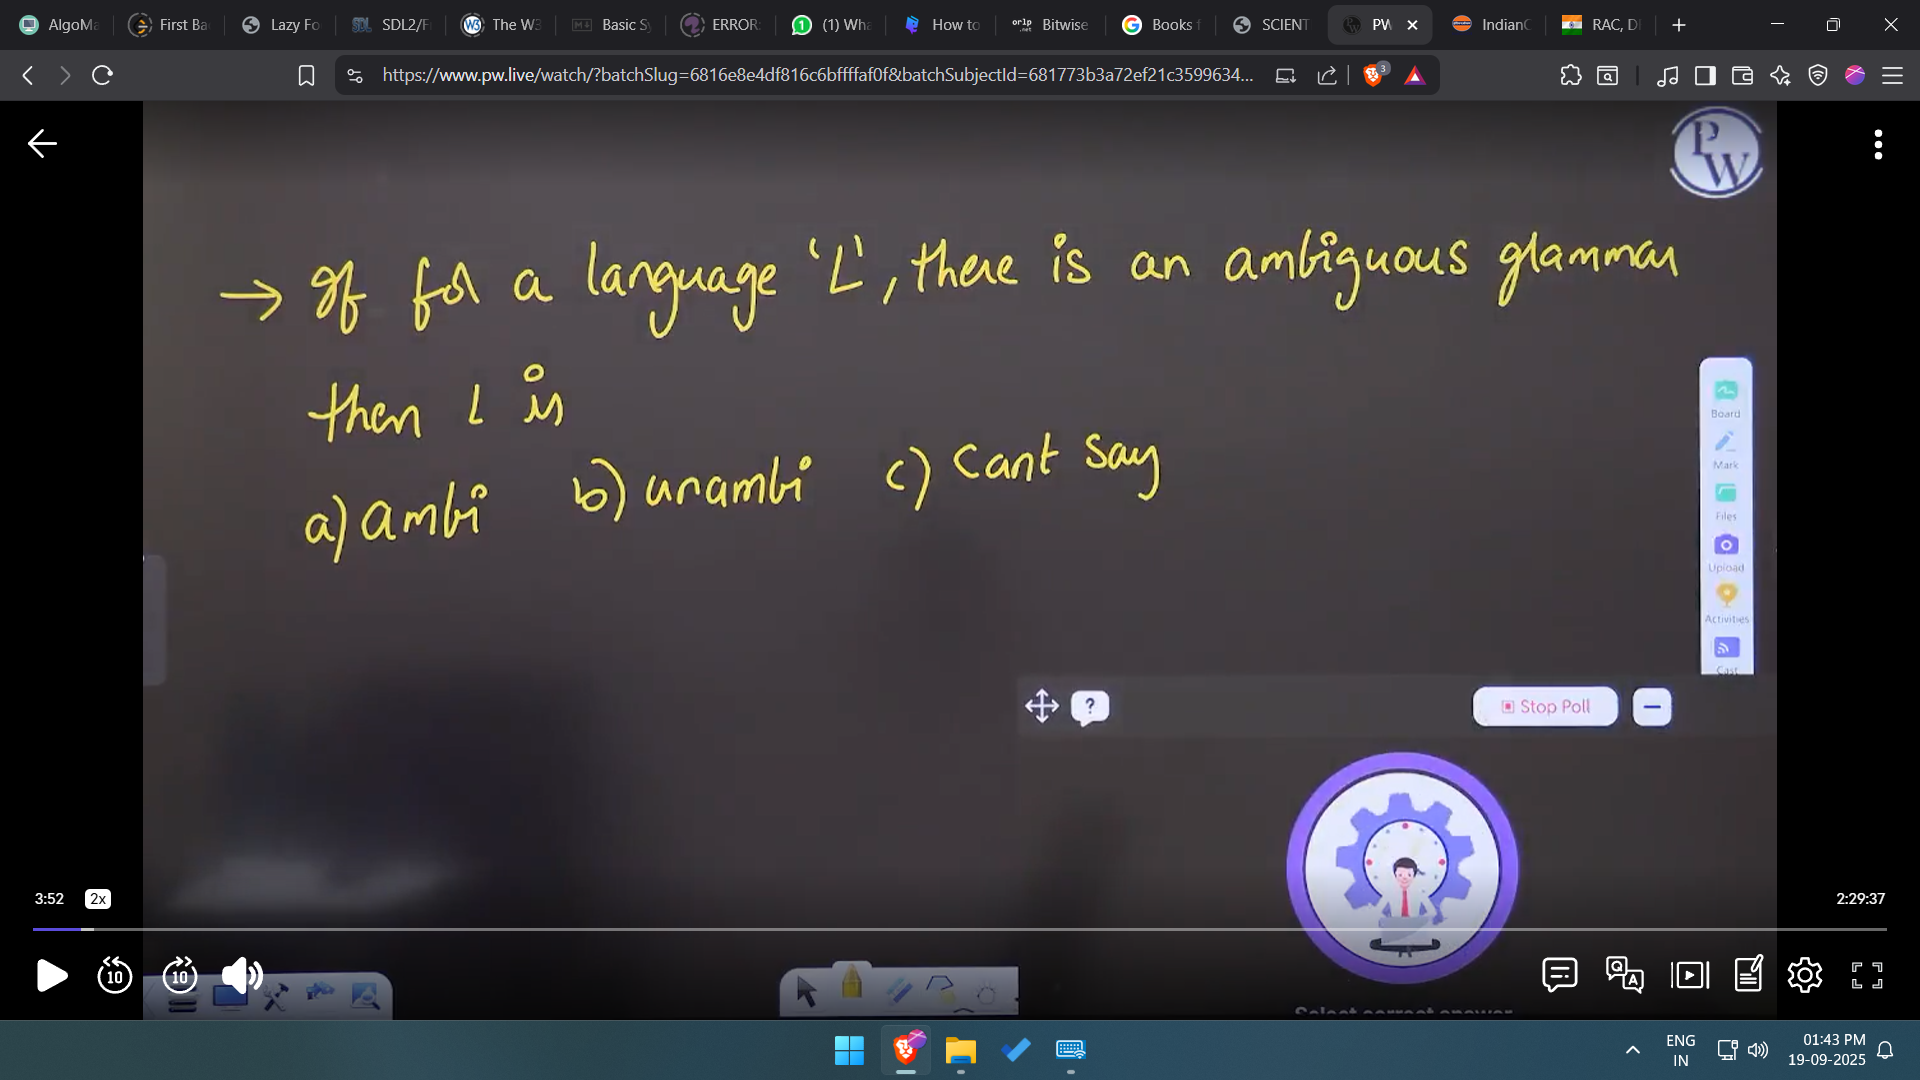 AlgoMa
First Ba
Lazy Fo
SDL2/F
The W3
Basic Sy
ERROR:
(1) Wha
How to
Bitwise
Books f
SCIENT
PW
IndianC
RAC, D
https://www.pw.live/watch/?batchSlug=6816e8e4df816c6bffffaf0f&batchSubjectId=681773b3a72ef21c3599634...
3
PW
→ If for a language 'L', there is an ambiguous grammar
then L is
a) ambi b) unambi c) Cant say
Board
Mark
Files
Upload
Activities
Cast
?
Stop Poll
3:52 2x
2:29:37
10
10
Select correct answer
ENG
IN
01:43 PM
19-09-2025